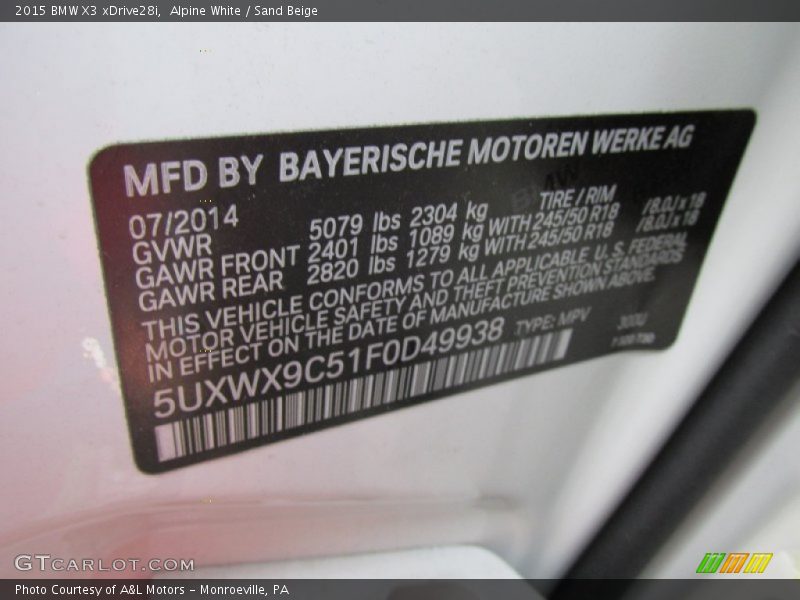 2015 BMW X3 xDrive28i, Alpine White / Sand Beige
MFD BY BAYERISCHE MOTOREN WERKE AG
07/2014 TIRE / RIM
GVWR 5079 lbs 2304 kg
GAWR FRONT 2401 lbs 1089 kg WITH 245/50 R18 /8.0J x 18
GAWR REAR 2820 lbs 1279 kg WITH 245/50 R18 /8.0J x 18
THIS VEHICLE CONFORMS TO ALL APPLICABLE U. S. FEDERAL
MOTOR VEHICLE SAFETY AND THEFT PREVENTION STANDARDS
IN EFFECT ON THE DATE OF MANUFACTURE SHOWN ABOVE.
5UXWX9C51F0D49938 TYPE: MPV
GTCARLOT.COM
Photo Courtesy of A&L Motors – Monroeville, PA